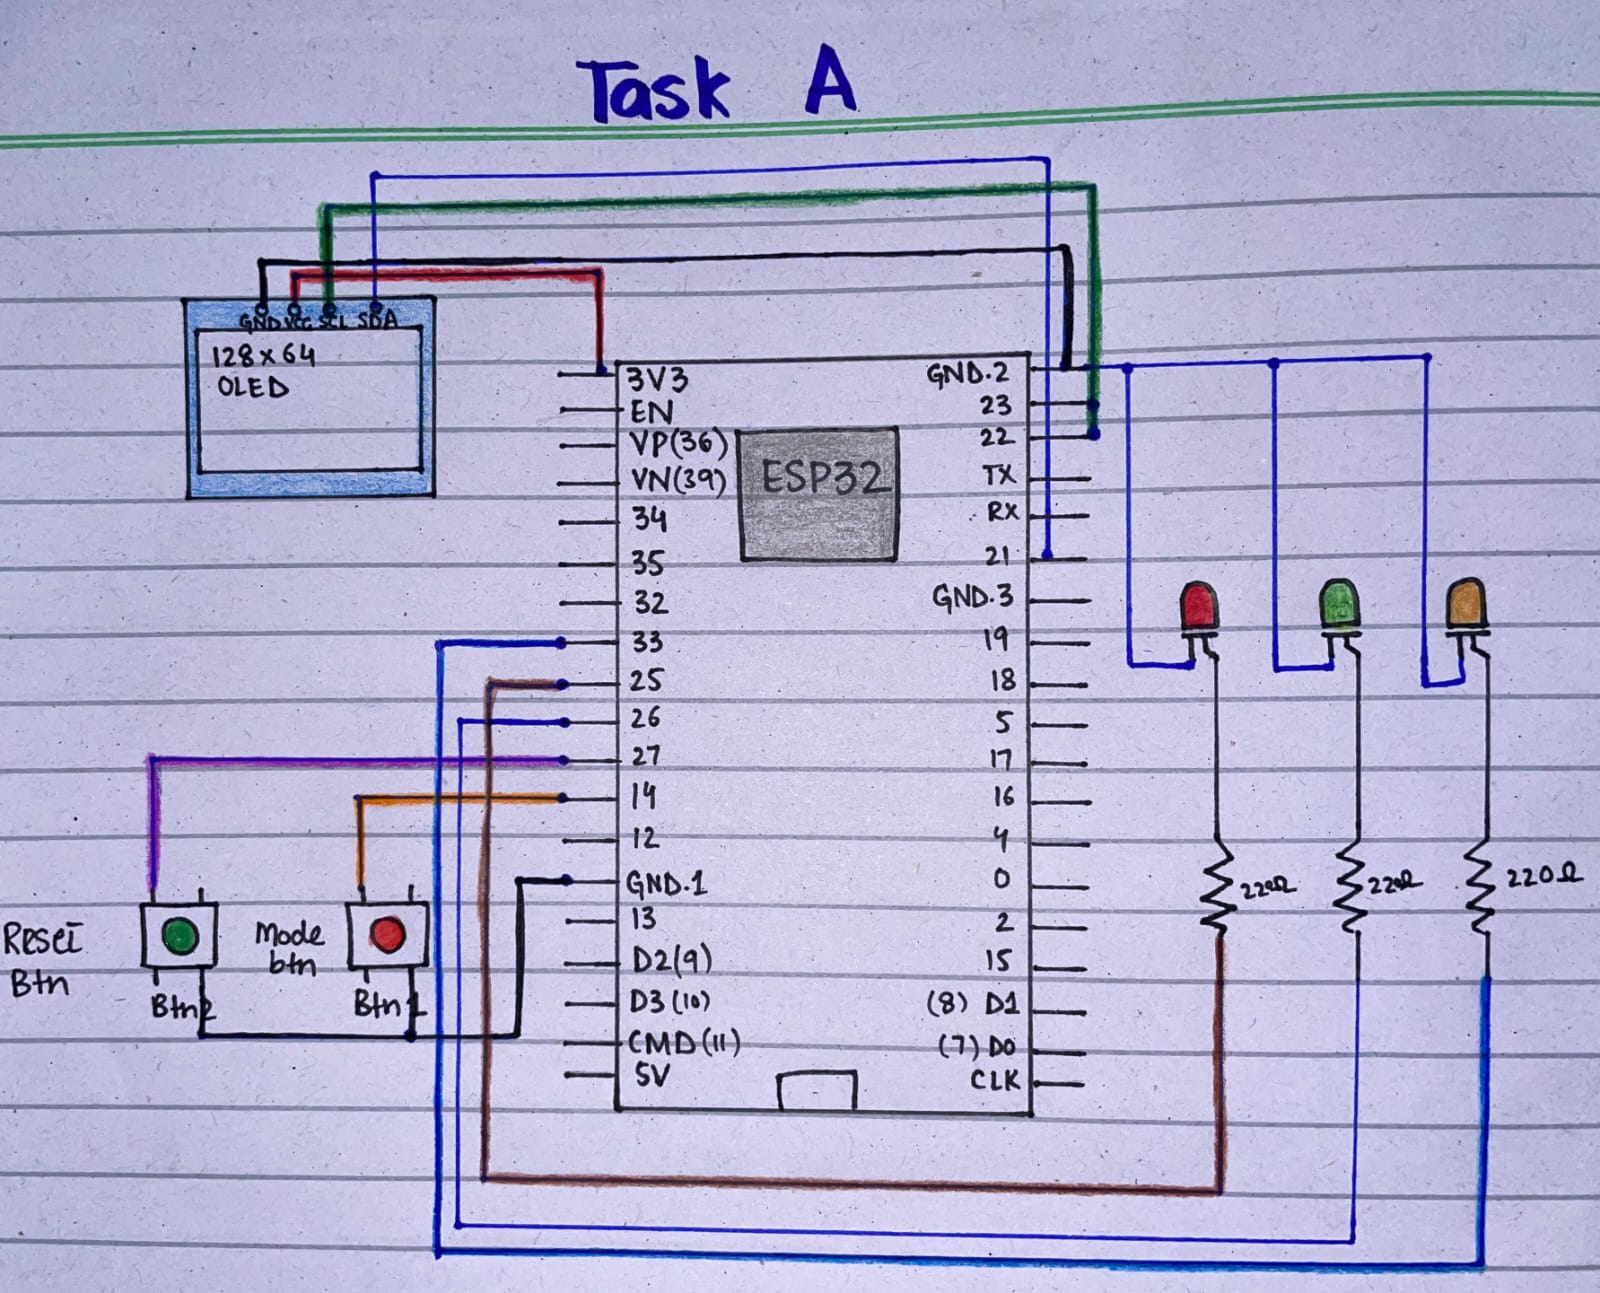 Task A
GND VCC SCL SDA
128 x 64
OLED
3V3
EN
VP(36)
VN(39)
34
35
32
33
25
26
27
14
12
GND.1
13
D2(9)
D3(10)
CMD(11)
5V
ESP32
GND.2
23
22
TX
RX
21
GND.3
19
18
5
17
16
4
0
2
15
(8) D1
(7) D0
CLK
Reset
Btn
Btn2
Mode
btn
Btn1
220Ω
220Ω
220Ω